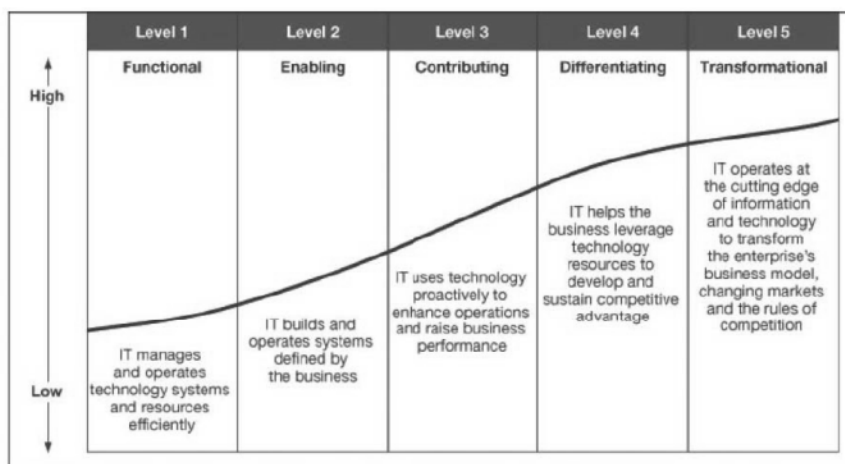 Level 1
Level 2
Level 3
Level 4
Level 5
Functional
Enabling
Contributing
Differentiating
Transformational
High
Low
IT manages
and operates
technology systems
and resources
efficiently
IT builds and
operates systems
defined by
the business
IT uses technology
proactively to
enhance operations
and raise business
performance
IT helps the
business leverage
technology
resources to
develop and
sustain competitive
advantage
IT operates at
the cutting edge
of information
and technology
to transform
the enterprise's
business model,
changing markets
and the rules of
competition